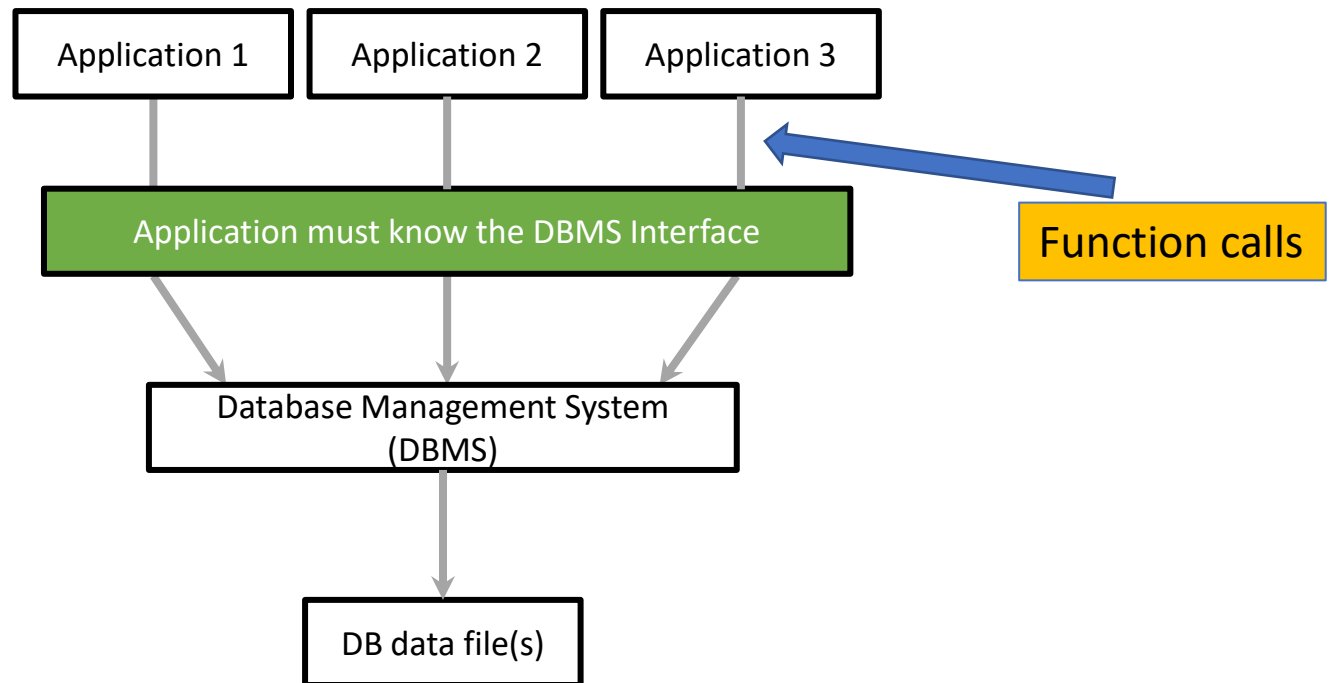 Application 1
Application 2
Application 3
Application must know the DBMS Interface
Function calls
Database Management System
(DBMS)
DB data file(s)